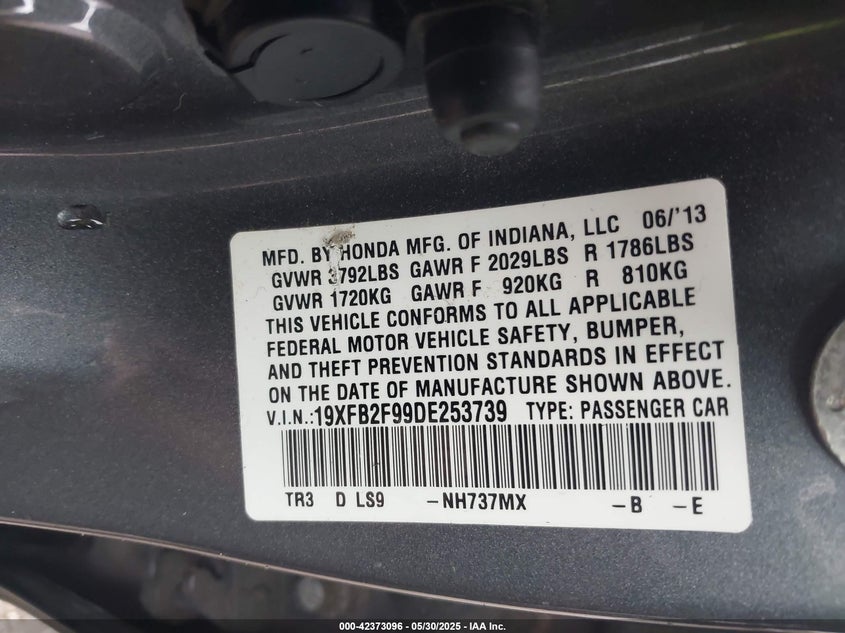 MFD. BY HONDA MFG. OF INDIANA, LLC 06/'13
GVWR 3792LBS GAWR F 2029LBS R 1786LBS
GVWR 1720KG GAWR F 920KG R 810KG
THIS VEHICLE CONFORMS TO ALL APPLICABLE
FEDERAL MOTOR VEHICLE SAFETY, BUMPER,
AND THEFT PREVENTION STANDARDS IN EFFECT
ON THE DATE OF MANUFACTURE SHOWN ABOVE.
V.I.N.:19XFB2F99DE253739 TYPE: PASSENGER CAR
TR3 D LS9 -NH737MX -B -E
000-42373096 - 05/30/2025 - IAA Inc.